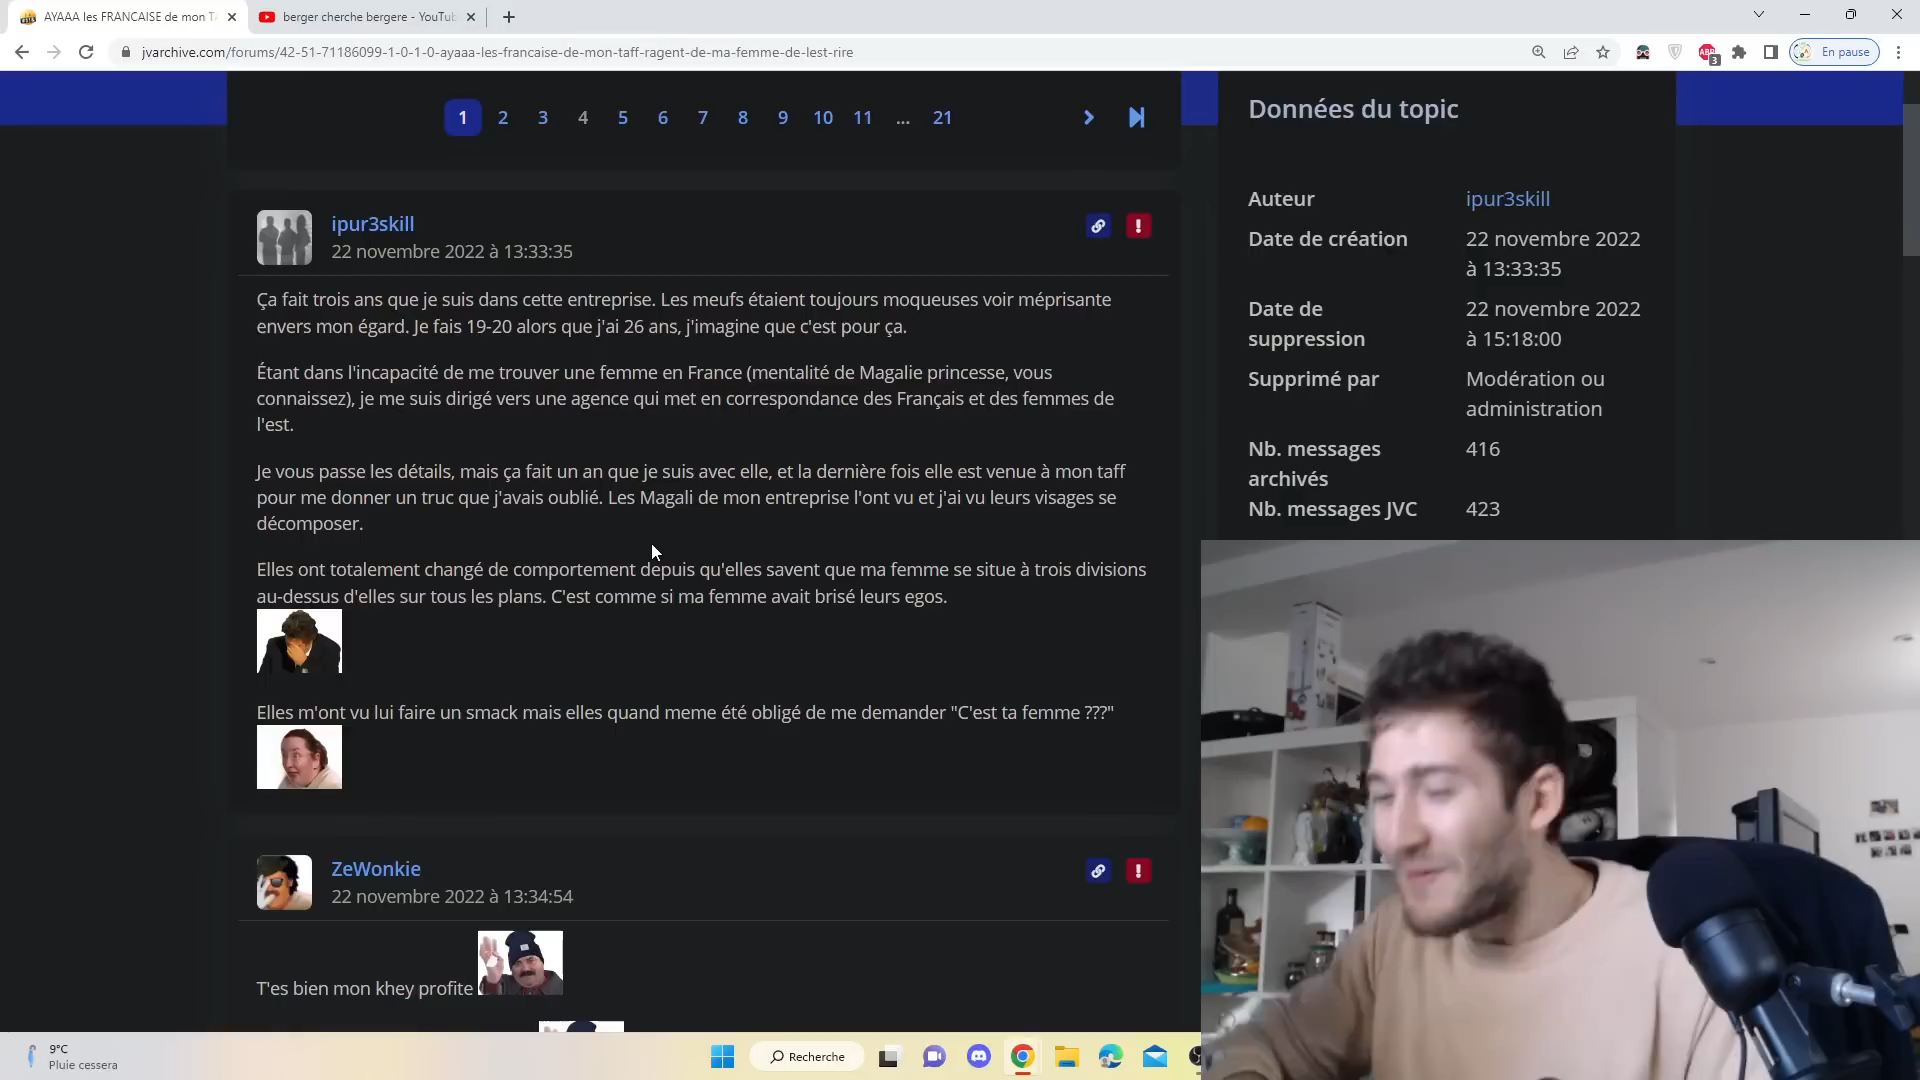 AYAAA les FRANCAISE de mon TA
berger cherche bergere - YouTub
jvarchive.com/forums/42-51-71186099-1-0-1-0-ayaaa-les-francaise-de-mon-taff-ragent-de-ma-femme-de-lest-rire
ABP
3
En pause
1 2 3 4 5 6 7 8 9 10 11 ... 21
ipur3skill
22 novembre 2022 à 13:33:35
Ça fait trois ans que je suis dans cette entreprise. Les meufs étaient toujours moqueuses voir méprisante
envers mon égard. Je fais 19-20 alors que j'ai 26 ans, j'imagine que c'est pour ça.
Étant dans l'incapacité de me trouver une femme en France (mentalité de Magalie princesse, vous
connaissez), je me suis dirigé vers une agence qui met en correspondance des Français et des femmes de
l'est.
Je vous passe les détails, mais ça fait un an que je suis avec elle, et la dernière fois elle est venue à mon taff
pour me donner un truc que j'avais oublié. Les Magali de mon entreprise l'ont vu et j'ai vu leurs visages se
décomposer.
Elles ont totalement changé de comportement depuis qu'elles savent que ma femme se situe à trois divisions
au-dessus d'elles sur tous les plans. C'est comme si ma femme avait brisé leurs egos.
Elles m'ont vu lui faire un smack mais elles quand meme été obligé de me demander "C'est ta femme ???"
ZeWonkie
22 novembre 2022 à 13:34:54
T'es bien mon khey profite
Données du topic
Auteur ipur3skill
Date de création 22 novembre 2022
à 13:33:35
Date de 22 novembre 2022
suppression à 15:18:00
Supprimé par Modération ou
administration
Nb. messages 416
archivés
Nb. messages JVC 423
9°C
Pluie cessera
Recherche